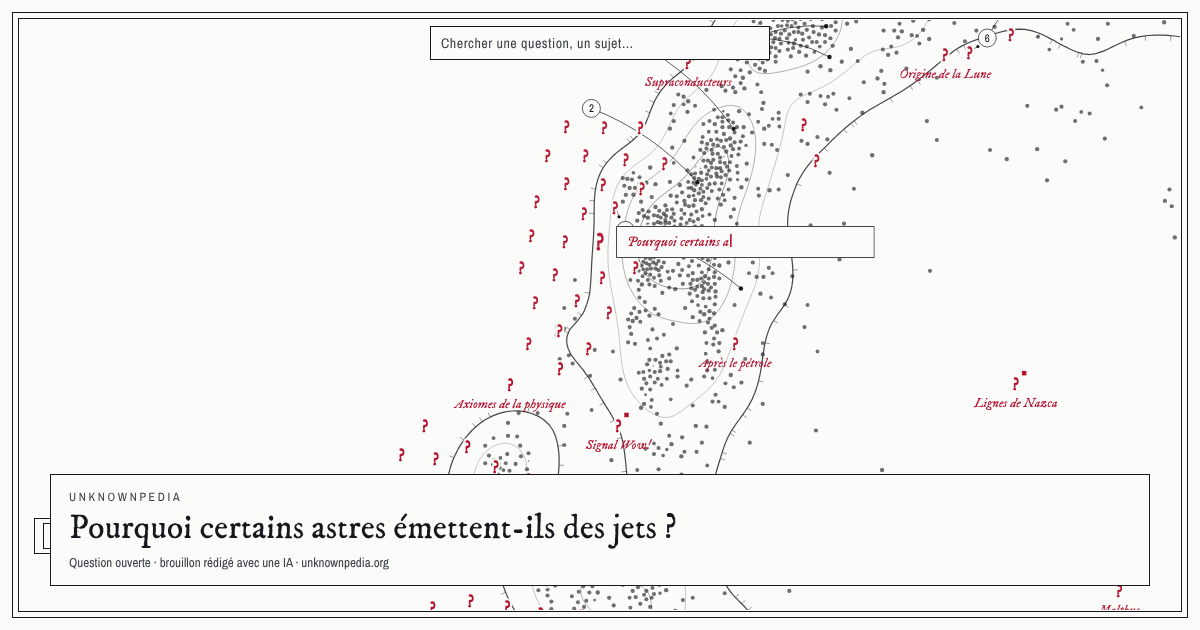 Chercher une question, un sujet...
6
Supraconducteurs
Origine de la Lune
2
Pourquoi certains a
Après le pétrole
Axiomes de la physique
Lignes de Nazca
Signal Wow!
UNKNOWNPEDIA
Pourquoi certains astres émettent-ils des jets ?
Question ouverte · brouillon rédigé avec une IA · unknownpedia.org